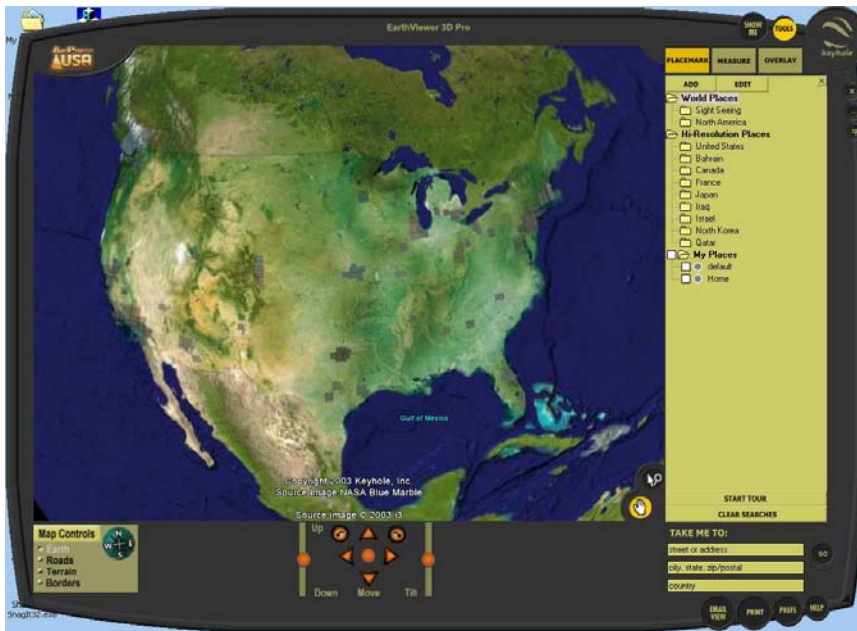 EarthViewer 3D Pro
SHOW ME
TOOLS
keyhole
AIRPHOTO
USA
PLACEMARK
MEASURE
OVERLAY
ADD
EDIT
World Places
Sight Seeing
North America
Hi-Resolution Places
United States
Bahrain
Canada
France
Japan
Iraq
Israel
North Korea
Qatar
My Places
default
Home
Gulf of Mexico
Copyright 2003 Keyhole, Inc.
Source image NASA Blue Marble
Source image © 2003 i3
START TOUR
CLEAR SEARCHES
Map Controls
Earth
Roads
Terrain
Borders
N
W E
S
Up
Down
Move
Tilt
TAKE ME TO:
street or address
city, state, zip/postal
country
GO
EMAIL VIEW
PRINT
PREFS
HELP
My
SnagIt32.exe